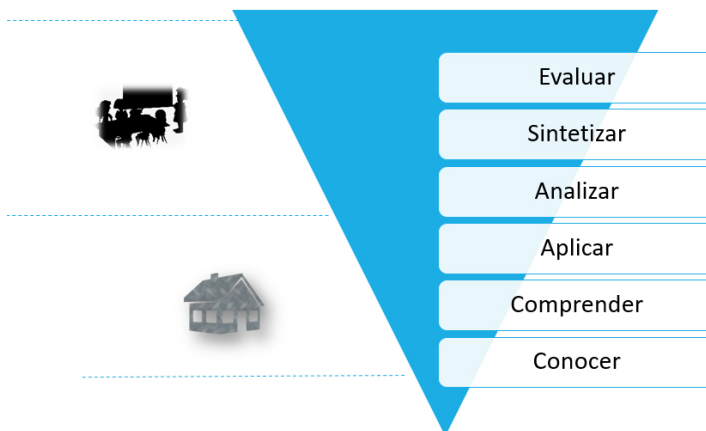 Evaluar
Sintetizar
Analizar
Aplicar
Comprender
Conocer